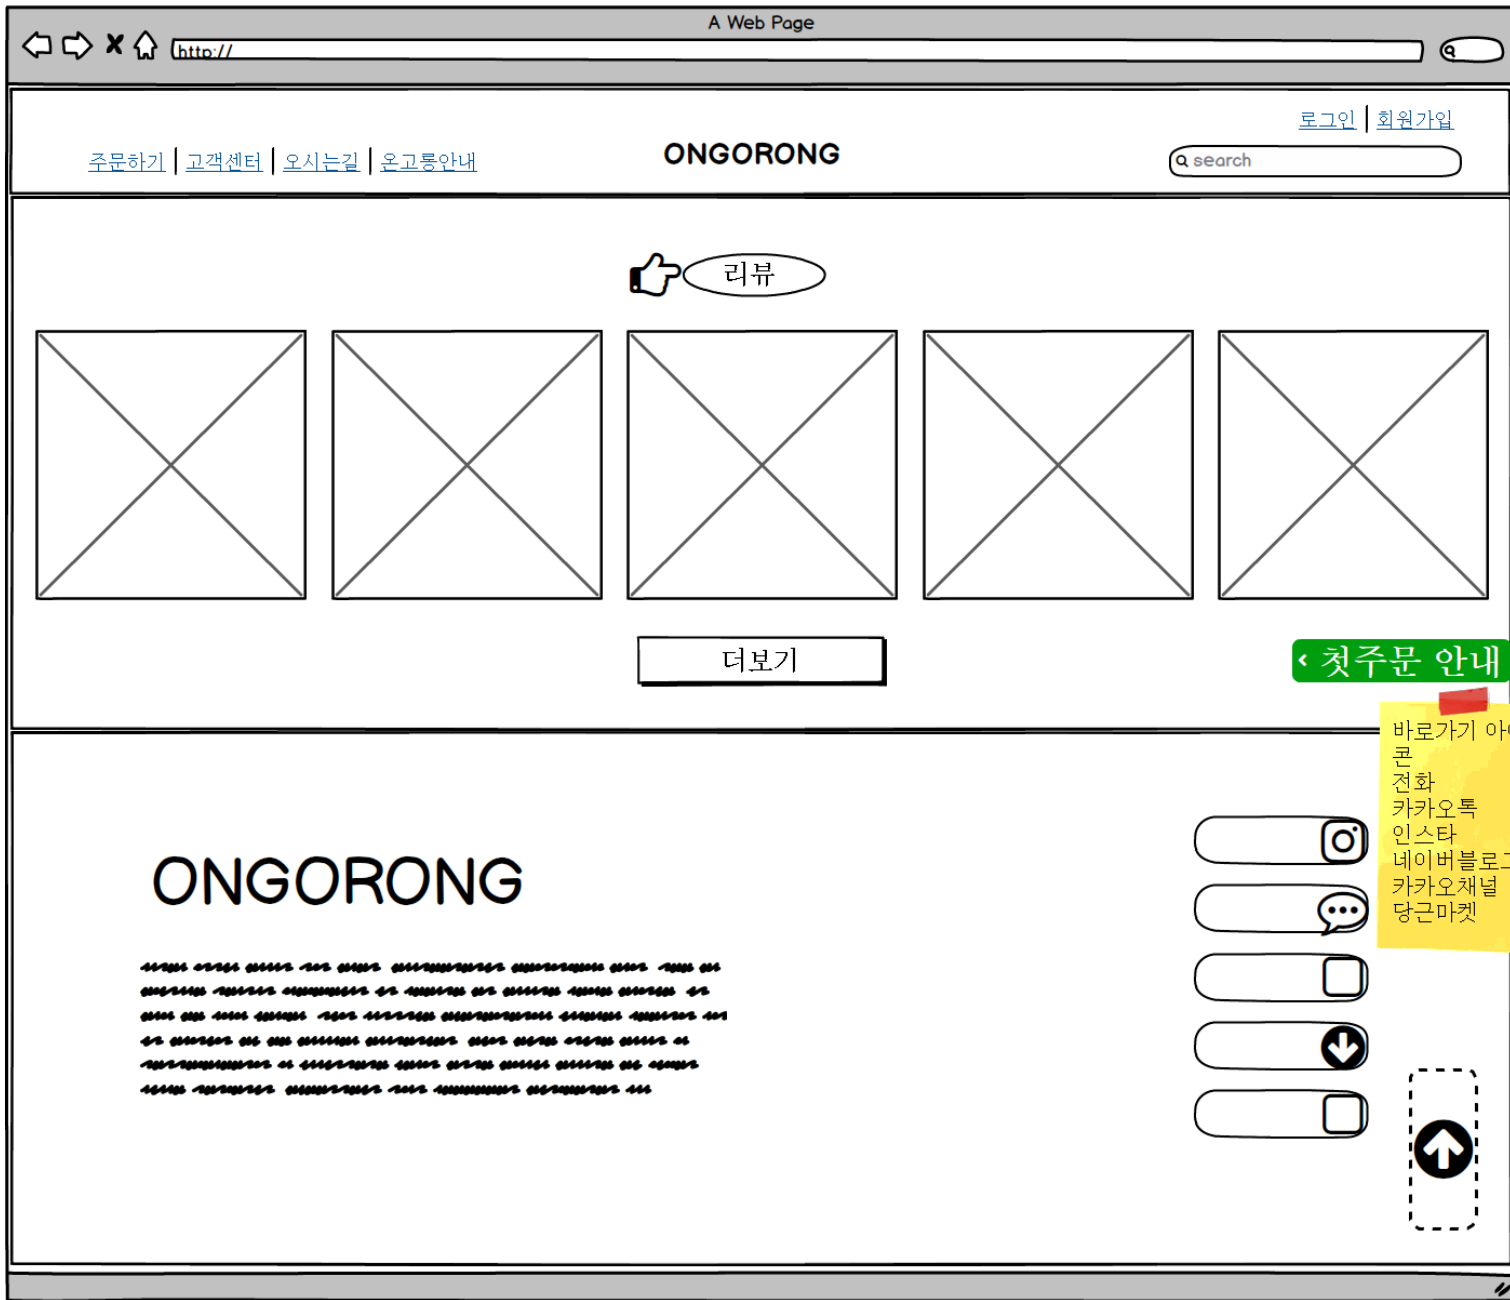 A Web Page
http://
로그인 회원가입
주문하기 고객센터 오시는길 온고롱안내
ONGORONG
search
리뷰
더보기
첫주문 안내
바로가기 아
콘
전화
카카오톡
인스타
네이버블로그
카카오채널
당근마켓
ONGORONG